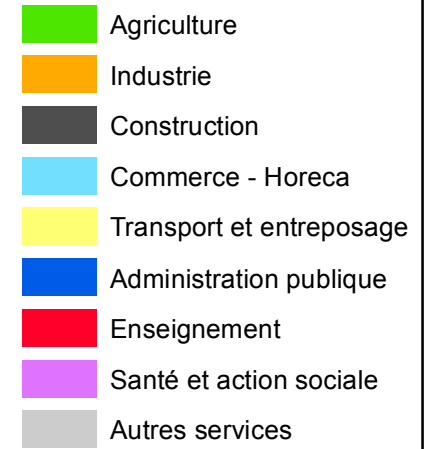 Agriculture
Industrie
Construction
Commerce - Horeca
Transport et entreposage
Administration publique
Enseignement
Santé et action sociale
Autres services